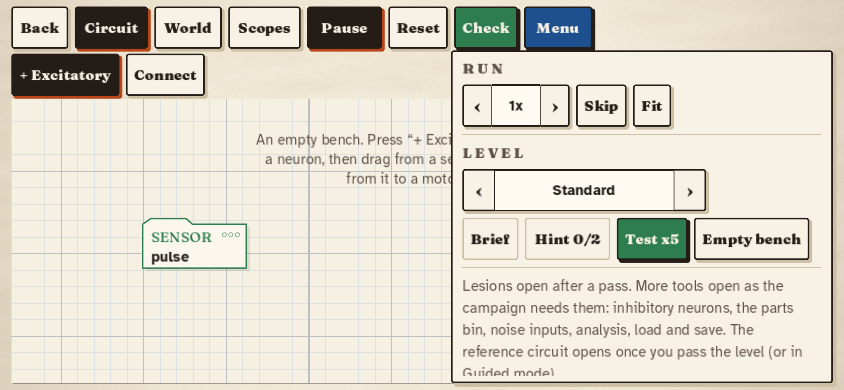 Back Circuit World Scopes Pause Reset Check Menu
+ Excitatory Connect
An empty bench. Press “+ Exci
a neuron, then drag from a se
from it to a moto
SENSOR
pulse
RUN
‹ 1x › Skip Fit
LEVEL
‹ Standard ›
Brief Hint 0/2 Test x5 Empty bench
Lesions open after a pass. More tools open as the
campaign needs them: inhibitory neurons, the parts
bin, noise inputs, analysis, load and save. The
reference circuit opens once you pass the level (or in
Guided mode)